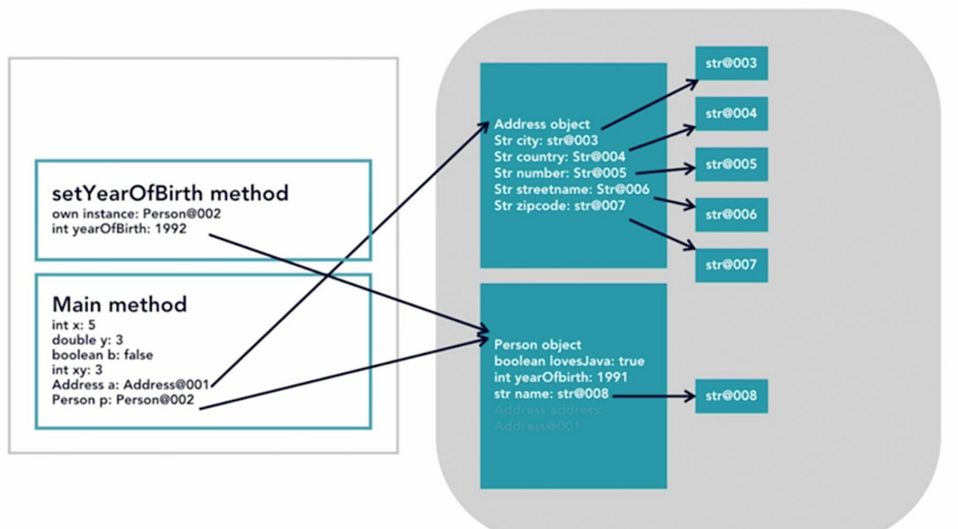 setYearOfBirth method
own instance: Person@002
int yearOfBirth: 1992
Main method
int x: 5
double y: 3
boolean b: false
int xy: 3
Address a: Address@001
Person p: Person@002
Address object
Str city: str@003
Str country: Str@004
Str number: Str@005
Str streetname: Str@006
Str zipcode: str@007
str@003
str@004
str@005
str@006
str@007
Person object
boolean lovesJava: true
int yearOfbirth: 1991
str name: str@008
Address address:
Address@001
str@008